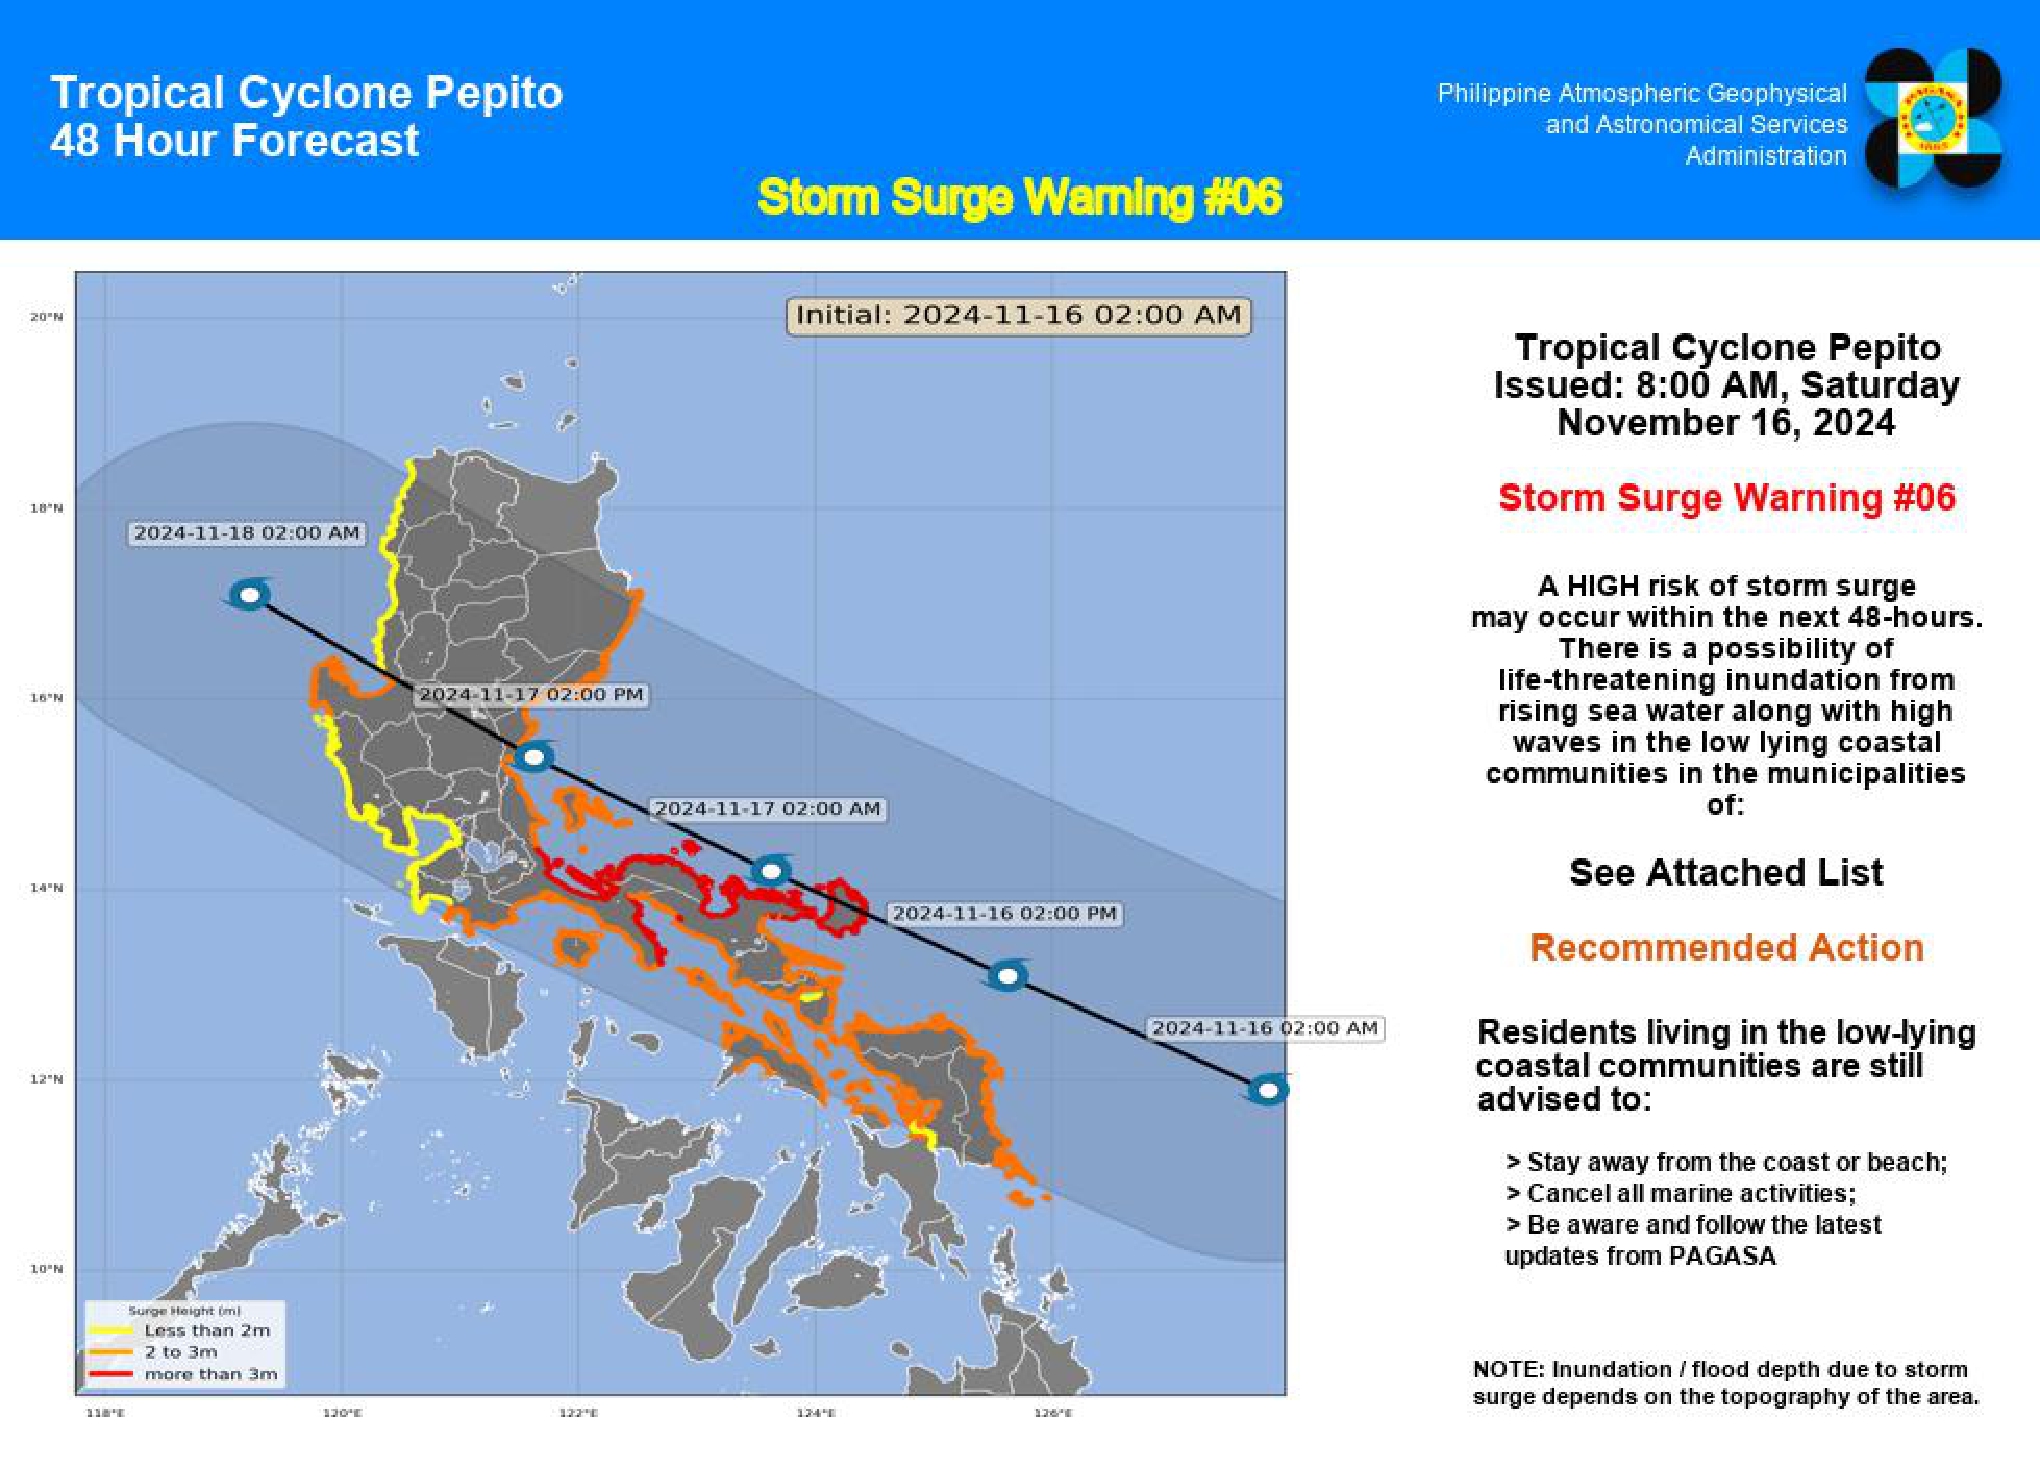 Tropical Cyclone Pepito
48 Hour Forecast
Philippine Atmospheric Geophysical
and Astronomical Services
Administration
Storm Surge Warning #06
Initial: 2024-11-16 02:00 AM
20°N
18°N
16°N
14°N
12°N
10°N
2024-11-18 02:00 AM
2024-11-17 02:00 PM
2024-11-17 02:00 AM
2024-11-16 02:00 PM
2024-11-16 02:00 AM
Surge Height (m)
Less than 2m
2 to 3m
more than 3m
118°E
120°E
122°E
124°E
126°E
Tropical Cyclone Pepito
Issued: 8:00 AM, Saturday
November 16, 2024
Storm Surge Warning #06
A HIGH risk of storm surge
may occur within the next 48-hours.
There is a possibility of
life-threatening inundation from
rising sea water along with high
waves in the low lying coastal
communities in the municipalities
of:
See Attached List
Recommended Action
Residents living in the low-lying
coastal communities are still
advised to:
> Stay away from the coast or beach;
> Cancel all marine activities;
> Be aware and follow the latest
updates from PAGASA
NOTE: Inundation / flood depth due to storm
surge depends on the topography of the area.